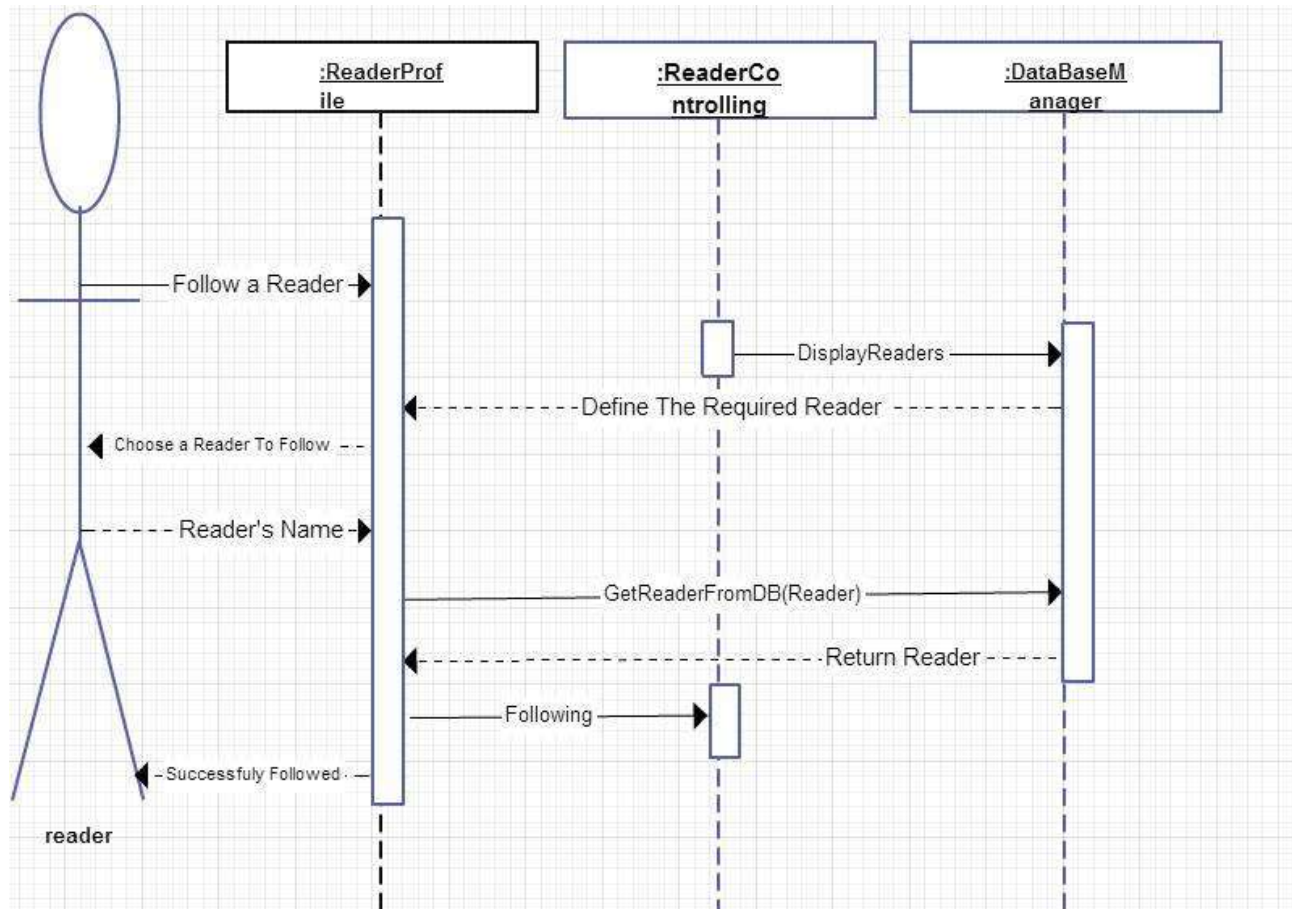 :ReaderProf
ile
:ReaderCo
ntrolling
:DataBaseM
anager
Follow a Reader
DisplayReaders
Define The Required Reader
Choose a Reader To Follow
Reader's Name
GetReaderFromDB(Reader)
Return Reader
Following
Successfuly Followed
reader